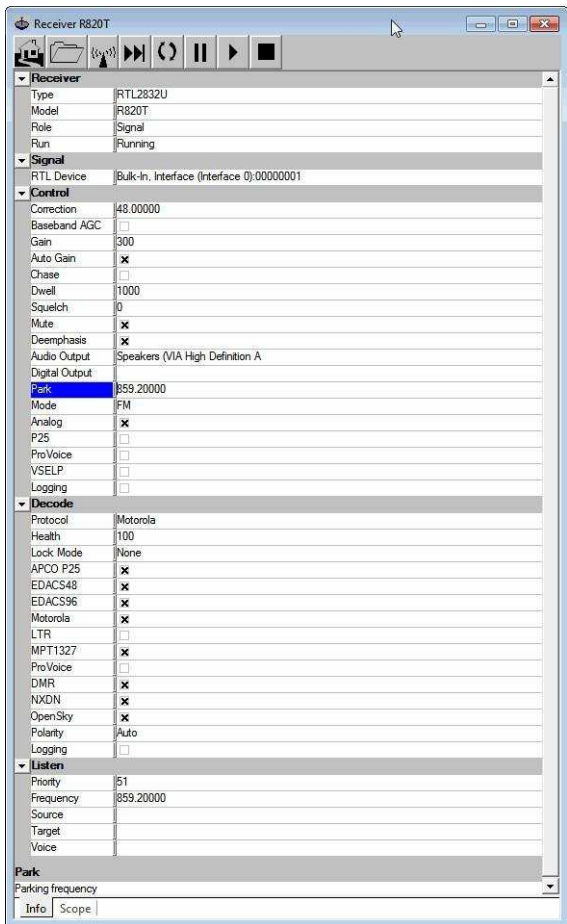 Receiver R820T
Receiver
Type RTL2832U
Model R820T
Role Signal
Run Running
Signal
RTL Device Bulk-In, Interface (Interface 0):00000001
Control
Correction 48.00000
Baseband AGC
Gain 300
Auto Gain
Chase
Dwell 1000
Squelch 0
Mute
Deemphasis
Audio Output Speakers (VIA High Definition A
Digital Output
Park 859.20000
Mode FM
Analog
P25
ProVoice
VSELP
Logging
Decode
Protocol Motorola
Health 100
Lock Mode None
APCO P25
EDACS48
EDACS96
Motorola
LTR
MPT1327
ProVoice
DMR
NXDN
OpenSky
Polarity Auto
Logging
Listen
Priority 51
Frequency 859.20000
Source
Target
Voice
Park
Parking frequency
Info Scope